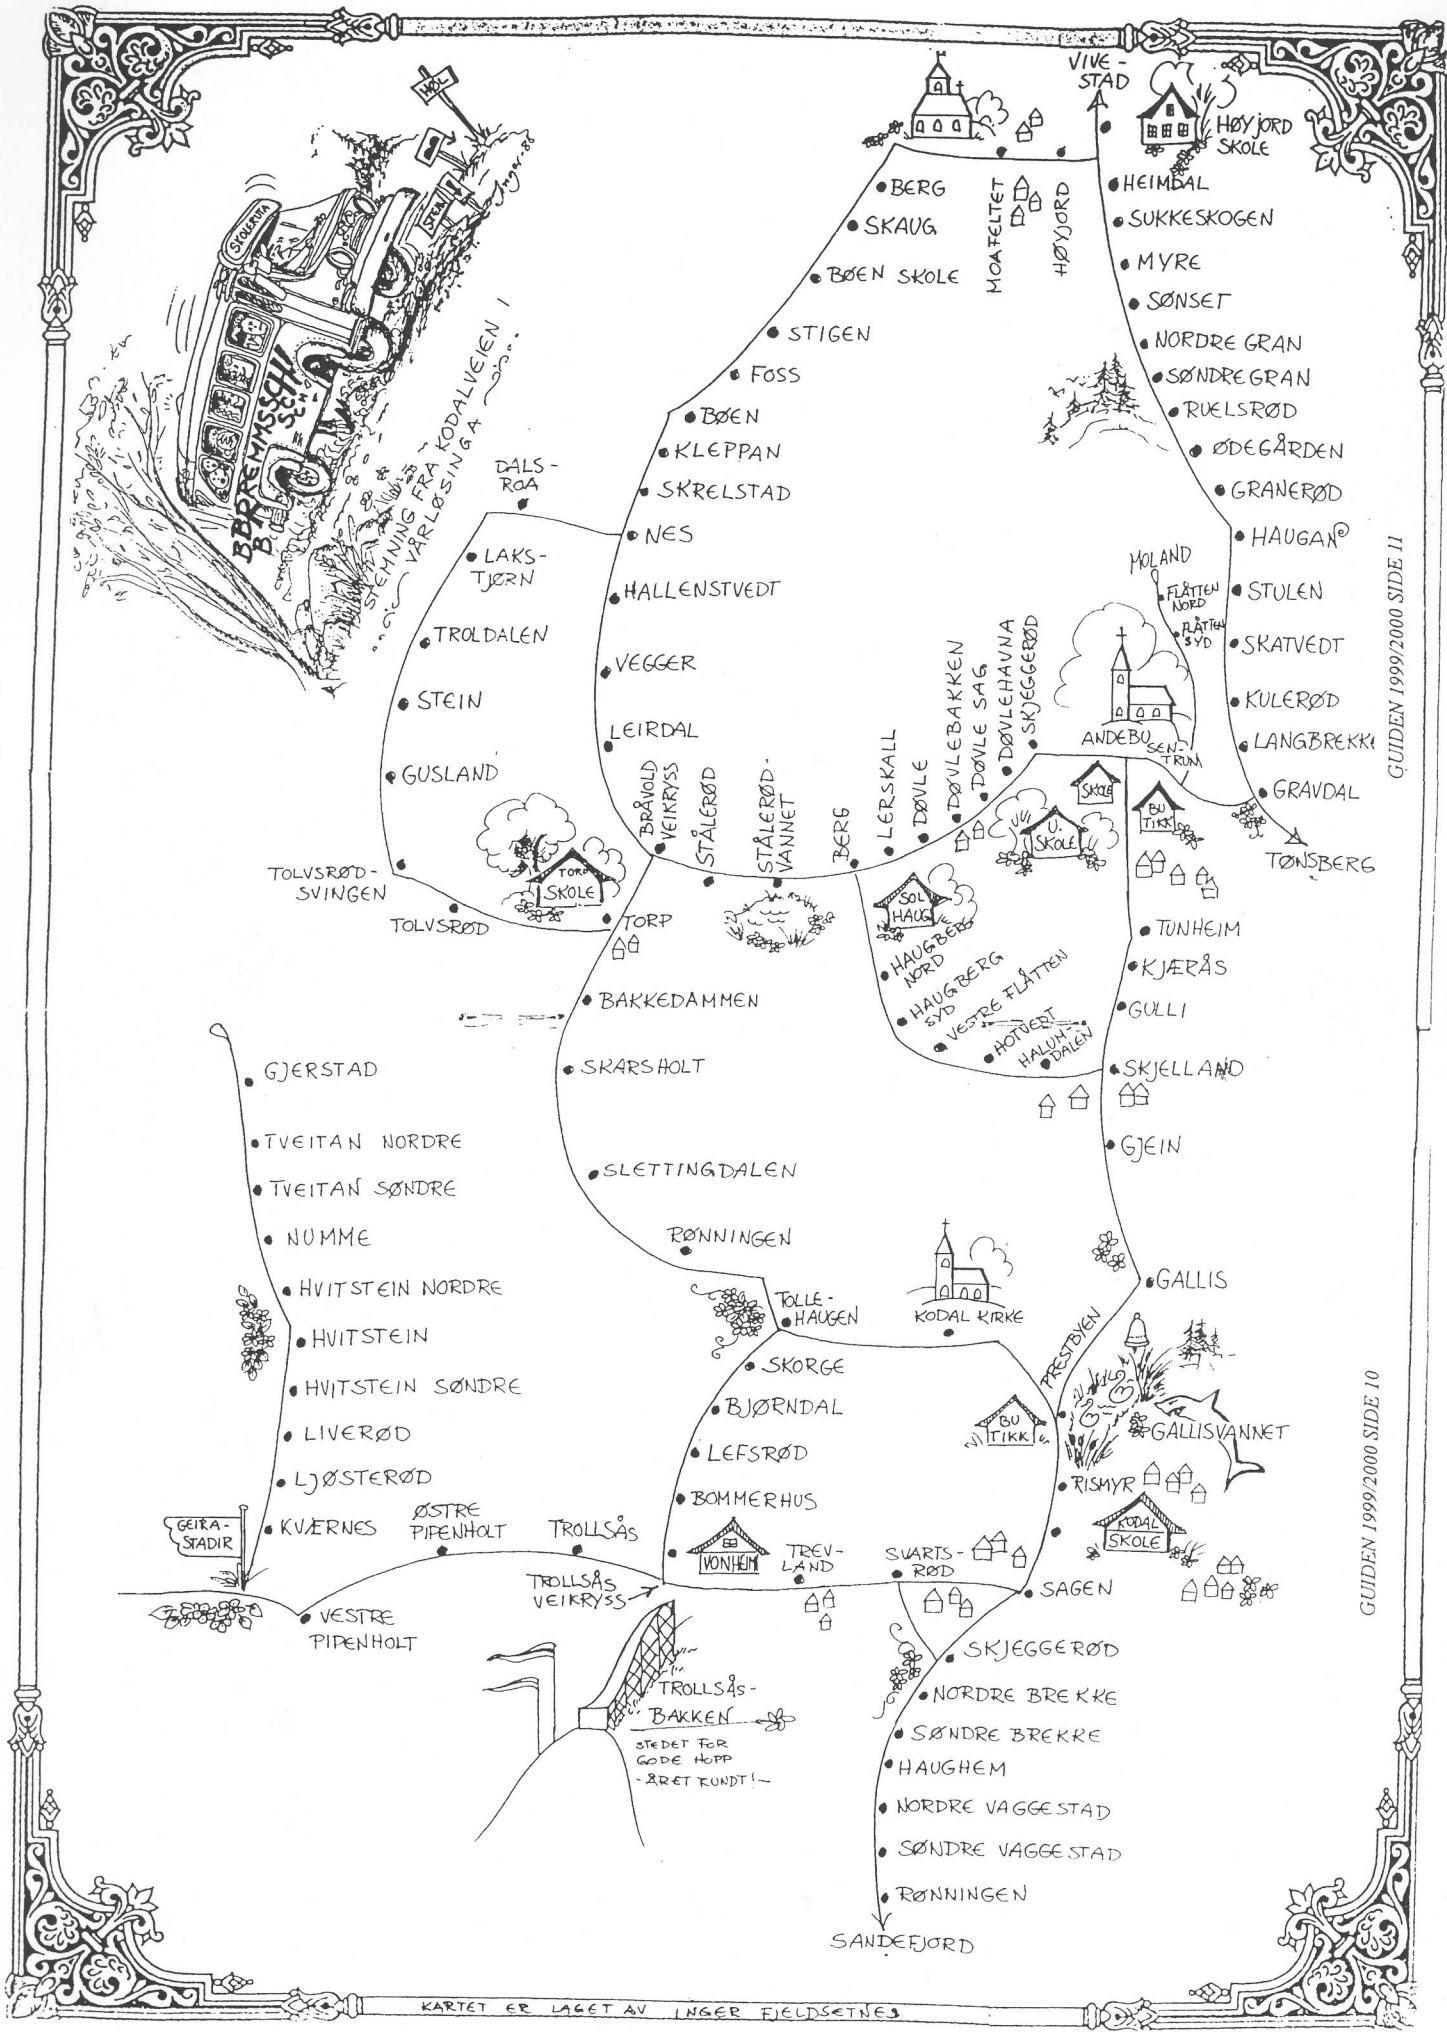 VIVE-
STAD
HØYJORD
SKOLE
HOL
STEIN
Inger-86
SKOLERUTA
BBRREMMSSCH!
STEMNING FRA KODALVEIEN I
VÅRLØSINGA
BERG
SKAUG
BØEN SKOLE
STIGEN
FOSS
BØEN
KLEPPAN
SKRELSTAD
NES
HALLENSTVEDT
VEGGER
LEIRDAL
MOAFELTET
HØYJORD
HEIMDAL
SUKKESKOGEN
MYRE
SØNSET
NORDRE GRAN
SØNDRE GRAN
RUELSRØD
ØDEGÅRDEN
GRANERØD
HAUGAN
STULEN
SKATVEDT
KULERØD
LANGBREKKE
GRAVDAL
TØNSBERG
MOLAND
FLÅTTEN
NORD
FLÅTTEN
SYD
DALS-
ROA
LAKS-
TJØRN
TROLDALEN
STEIN
GUSLAND
TOLVSRØD-
SVINGEN
TOLVSRØD
TORP
SKOLE
TORP
BRÅVOLD
VEIKRYSS
STÅLERØD
STÅLERØD-
VANNET
BERG
LERSKALL
DØVLE
DØVLEBAKKEN
DØVLE SAG
DØVLEHAVNA
SKJEGGERØD
ANDEBU
SEN-
TRUM
SKOLE
U.
SKOLE
BU
TIKK
SOL
HAUG
HAUGBERG
NORD
HAUGBERG
SYD
VESTRE FLÅTTEN
HOTVEDT
HALUM-
DALEN
TUNHEIM
KJÆRÅS
GULLI
SKJELLAND
GJEIN
GALLIS
BAKKEDAMMEN
SKARSHOLT
SLETTINGDALEN
RØNNINGEN
TOLLE-
HAUGEN
KODAL KIRKE
PRESTBYEN
BU
TIKK
GALLISVANNET
RISMYR
KODAL
SKOLE
GJERSTAD
TVEITAN NORDRE
TVEITAN SØNDRE
NUMME
HVITSTEIN NORDRE
HVITSTEIN
HVITSTEIN SØNDRE
LIVERØD
LJØSTERØD
KVÆRNES
GEIRA-
STADIR
VESTRE
PIPENHOLT
ØSTRE
PIPENHOLT
TROLLSÅS
TROLLSÅS
VEIKRYSS
SKORGE
BJØRNDAL
LEFSRØD
BOMMERHUS
VONHEIM
TREV-
LAND
SVARTS-
RØD
SAGEN
TROLLSÅS-
BAKKEN
STEDET FOR
GODE HOPP
- ÅRET RUNDT! -
SKJEGGERØD
NORDRE BREKKE
SØNDRE BREKKE
HAUGHEM
NORDRE VAGGESTAD
SØNDRE VAGGESTAD
RØNNINGEN
SANDEFJORD
GUIDEN 1999/2000 SIDE 11
GUIDEN 1999/2000 SIDE 10
KARTET ER LAGET AV INGER FJELDSETNES